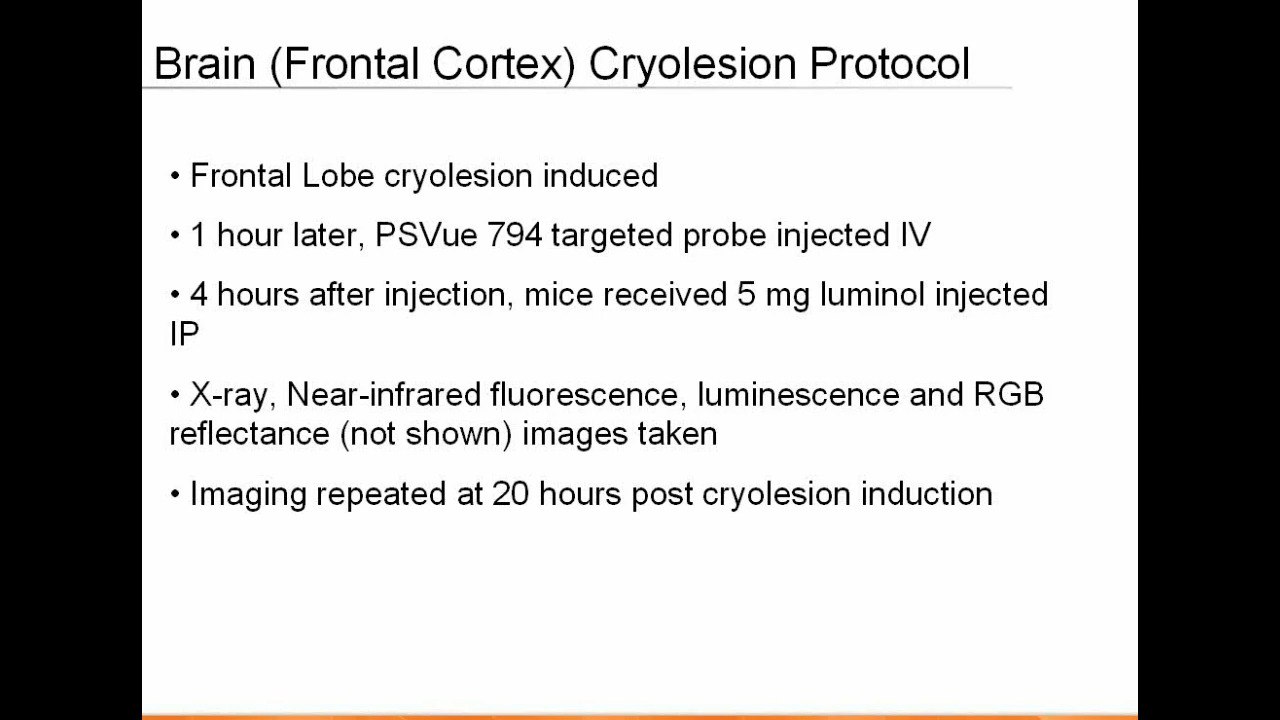 Brain (Frontal Cortex) Cryolesion Protocol
• Frontal Lobe cryolesion induced
• 1 hour later, PSVue 794 targeted probe injected IV
• 4 hours after injection, mice received 5 mg luminol injected
IP
• X-ray, Near-infrared fluorescence, luminescence and RGB
reflectance (not shown) images taken
• Imaging repeated at 20 hours post cryolesion induction